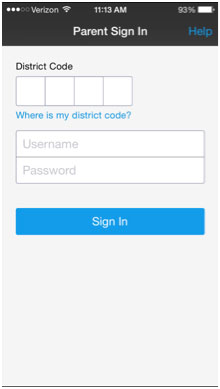 ●●●○○ Verizon 11:13 AM 93%
Parent Sign In Help
District Code
Where is my district code?
Username
Password
Sign In